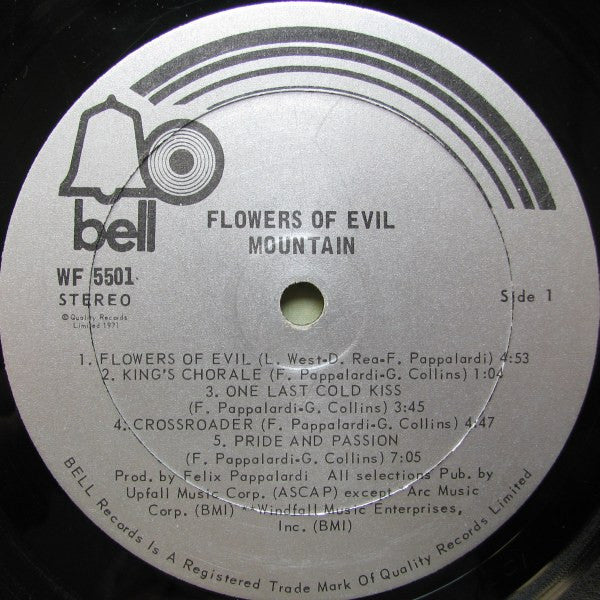 bell
FLOWERS OF EVIL
MOUNTAIN
WF 5501
STEREO
© Quality Records
Limited 1971
Side 1
1. FLOWERS OF EVIL (L. West-D. Rea-F. Pappalardi) 4:53
2. KING'S CHORALE (F. Pappalardi-G. Collins) 1:04
3. ONE LAST COLD KISS
(F. Pappalardi-G. Collins) 3:45
4. CROSSROADER (F. Pappalardi-G. Collins) 4:47
5. PRIDE AND PASSION
(F. Pappalardi-G. Collins) 7:05
Prod. by Felix Pappalardi All selections Pub. by
Upfall Music Corp. (ASCAP) except *Arc Music
Corp. (BMI) **Windfall Music Enterprises,
Inc. (BMI)
BELL Records Is A Registered Trade Mark Of Quality Records Limited